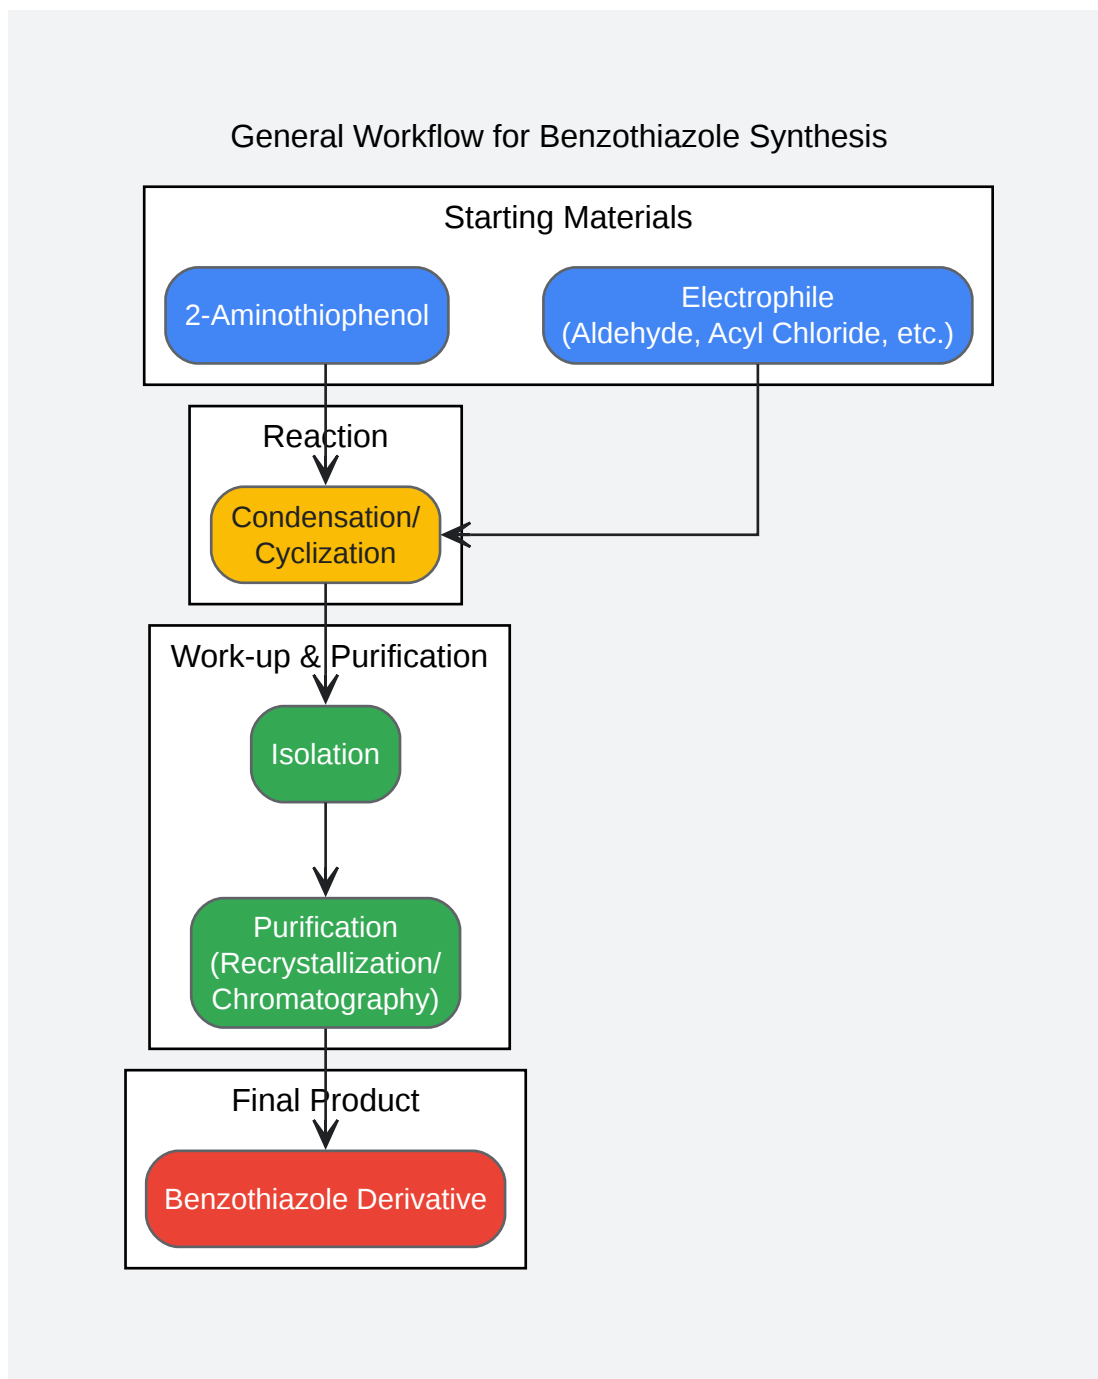 General Workflow for Benzothiazole Synthesis
Starting Materials
2-Aminothiophenol
Electrophile
(Aldehyde, Acyl Chloride, etc.)
Reaction
Condensation/
Cyclization
Work-up & Purification
Isolation
Purification
(Recrystallization/
Chromatography)
Final Product
Benzothiazole Derivative